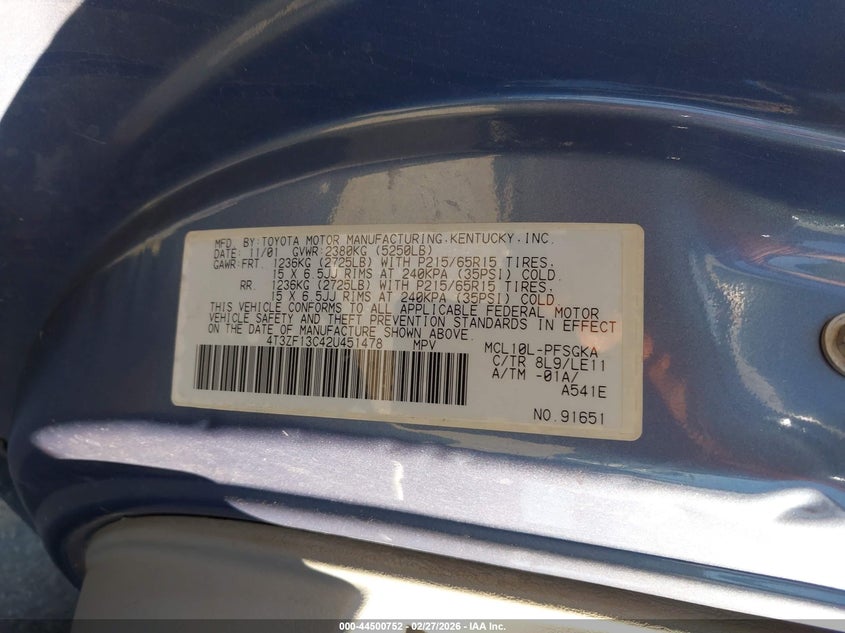 MFD. BY:TOYOTA MOTOR MANUFACTURING,KENTUCKY,INC.
DATE: 11/01 GVWR:2380KG (5250LB)
GAWR:FRT. 1236KG (2725LB) WITH P215/65R15 TIRES.
15 X 6.5JJ RIMS AT 240KPA (35PSI) COLD.
RR. 1236KG (2725LB) WITH P215/65R15 TIRES.
15 X 6.5JJ RIMS AT 240KPA (35PSI) COLD.
THIS VEHICLE CONFORMS TO ALL APPLICABLE FEDERAL MOTOR
VEHICLE SAFETY AND THEFT PREVENTION STANDARDS IN EFFECT
ON THE DATE OF MANUFACTURE SHOWN ABOVE.
4T3ZF13C42U451478 MPV MCL10L-PFSGKA
C/TR 8L9/LE11
A/TM -01A/
A541E
NO.91651
000-44500752 - 02/27/2026 - IAA Inc.